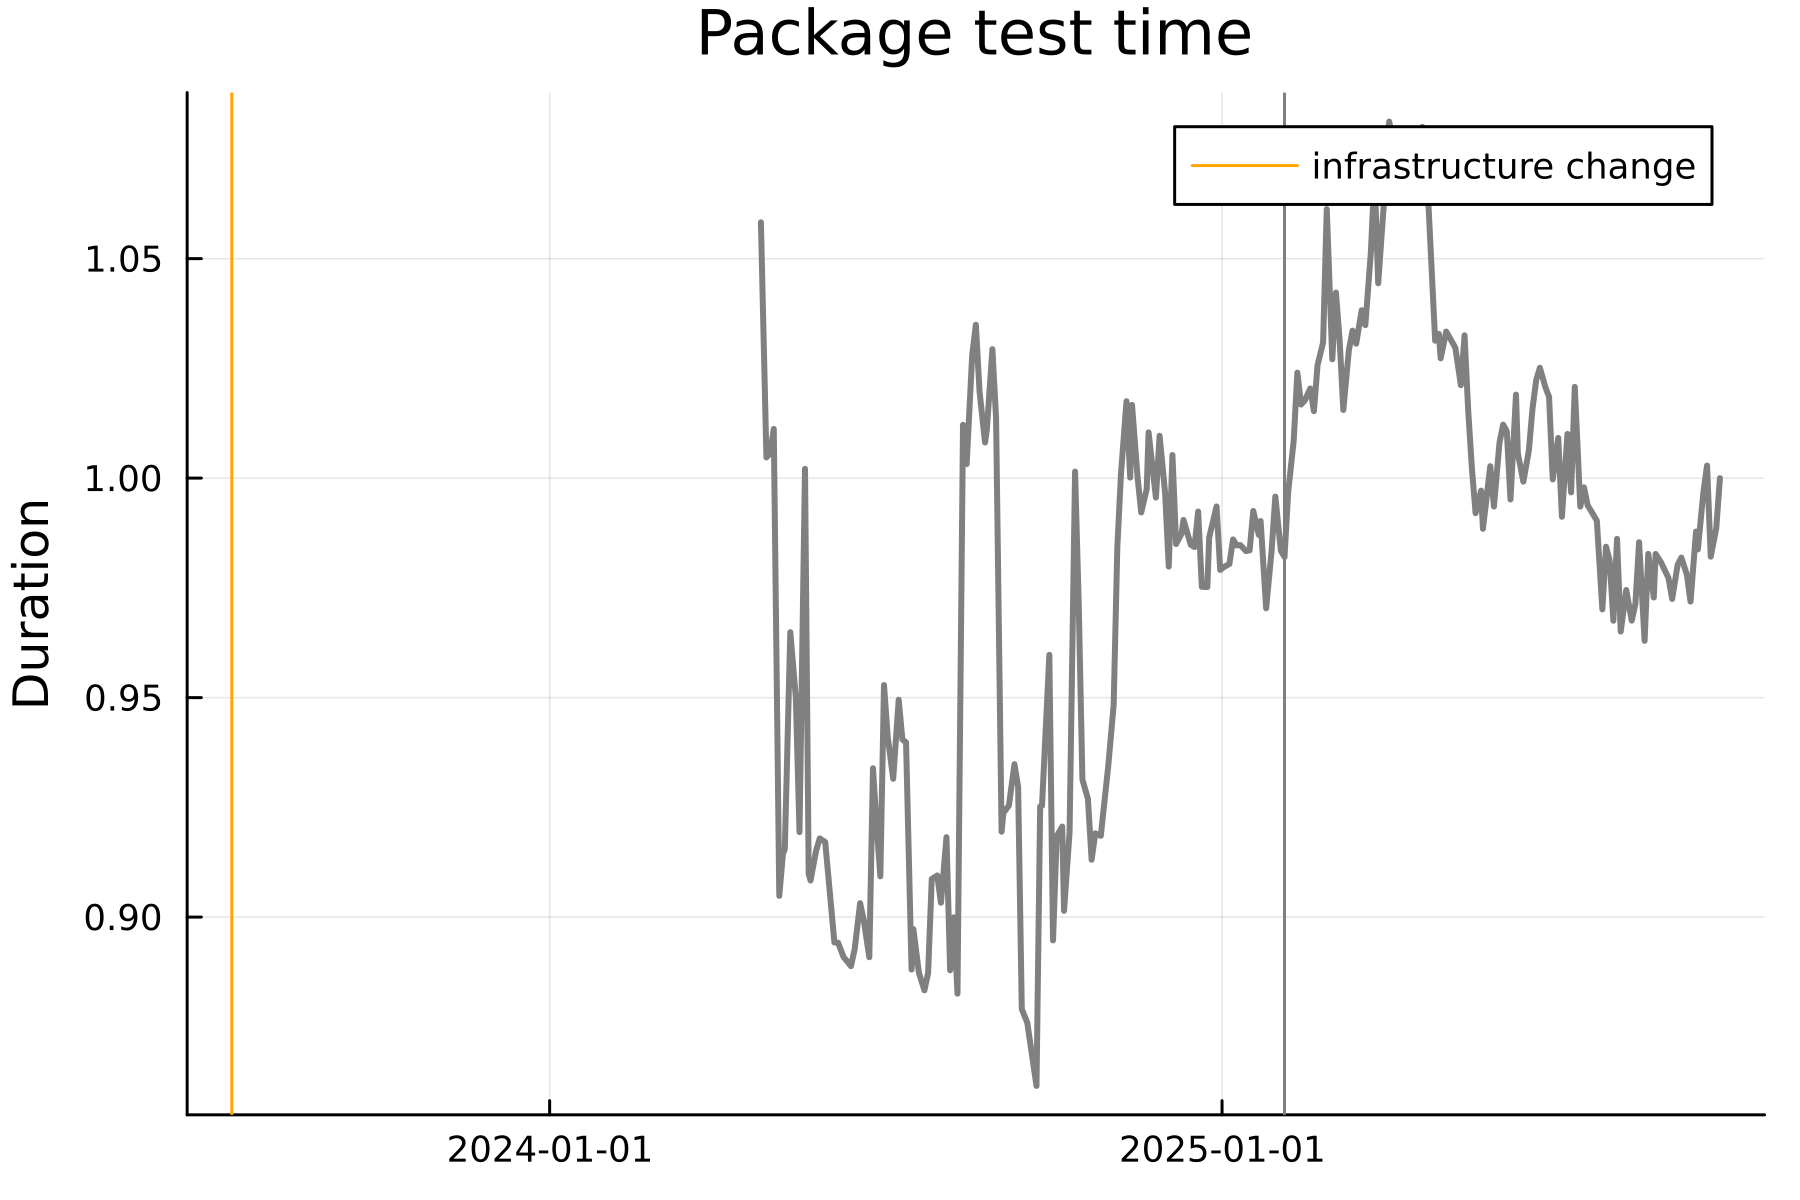 Package test time
infrastructure change
Duration
1.05
1.00
0.95
0.90
2024-01-01
2025-01-01